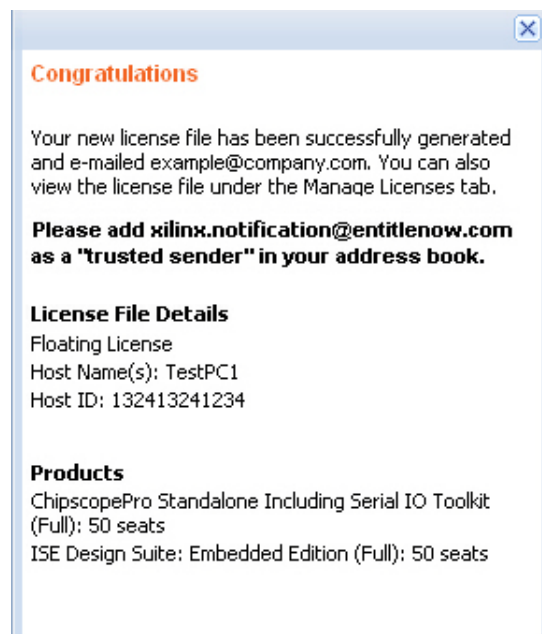 Congratulations
Your new license file has been successfully generated
and e-mailed example@company.com. You can also
view the license file under the Manage Licenses tab.
Please add xilinx.notification@entitlenow.com
as a "trusted sender" in your address book.
License File Details
Floating License
Host Name(s): TestPC1
Host ID: 132413241234
Products
ChipscopePro Standalone Including Serial IO Toolkit
(Full): 50 seats
ISE Design Suite: Embedded Edition (Full): 50 seats